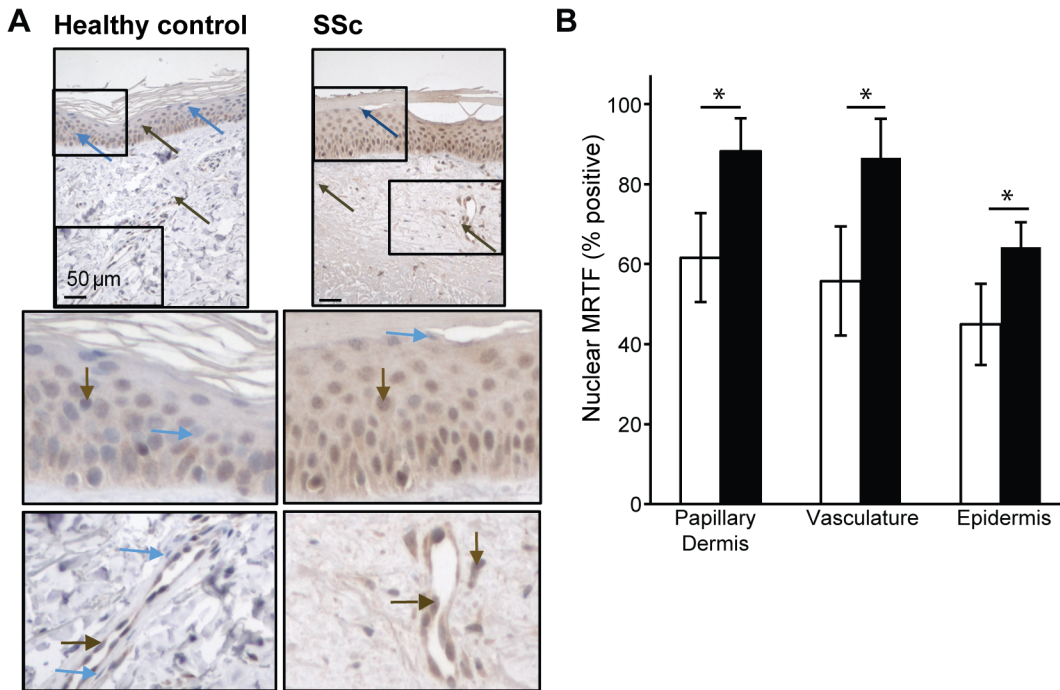 A
Healthy control
SSc
50 µm
B
Nuclear MRTF (% positive)
100
80
60
40
20
0
*
*
*
Papillary
Dermis
Vasculature
Epidermis